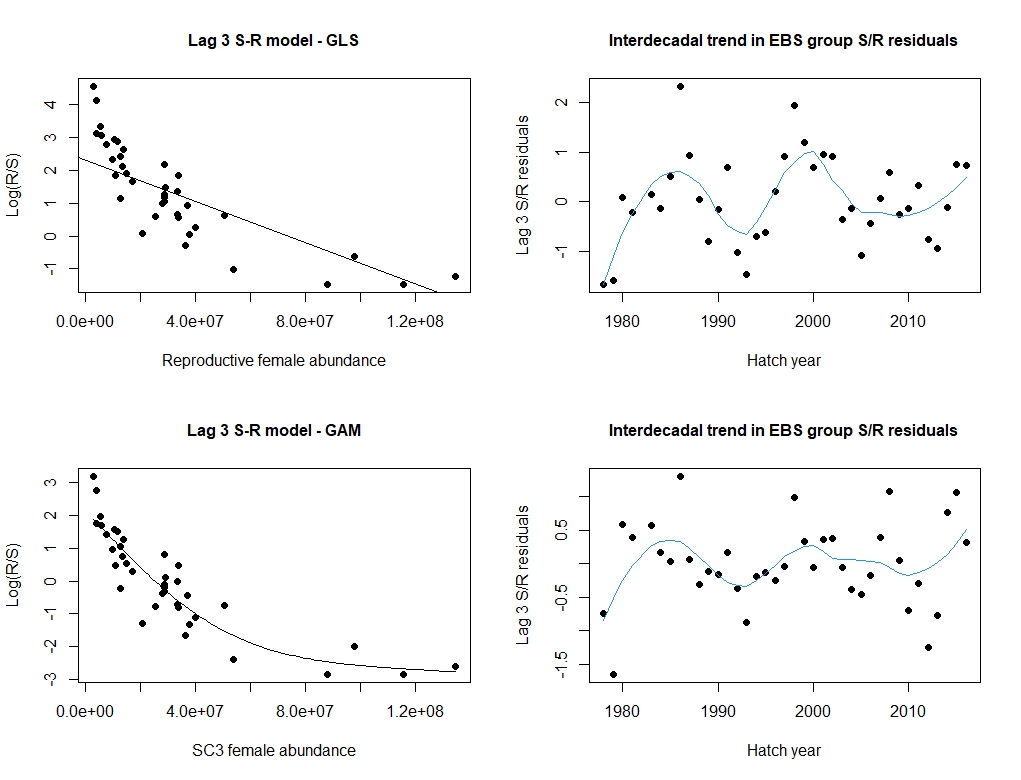 Lag 3 S-R model - GLS
Log(R/S)
4
3
2
1
0
-1
0.0e+00 4.0e+07 8.0e+07 1.2e+08
Reproductive female abundance
Interdecadal trend in EBS group S/R residuals
Lag 3 S/R residuals
2
1
0
-1
1980 1990 2000 2010
Hatch year
Lag 3 S-R model - GAM
Log(R/S)
3
2
1
0
-1
-2
-3
0.0e+00 4.0e+07 8.0e+07 1.2e+08
SC3 female abundance
Interdecadal trend in EBS group S/R residuals
Lag 3 S/R residuals
0.5
-0.5
-1.5
1980 1990 2000 2010
Hatch year